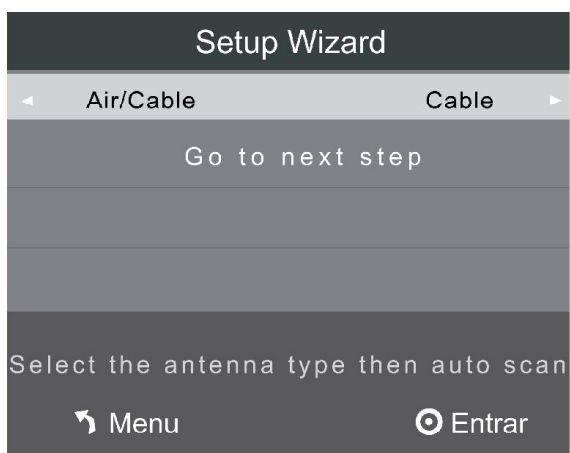 Setup Wizard
Air/Cable Cable
Go to next step
Select the antenna type then auto scan
Menu Entrar